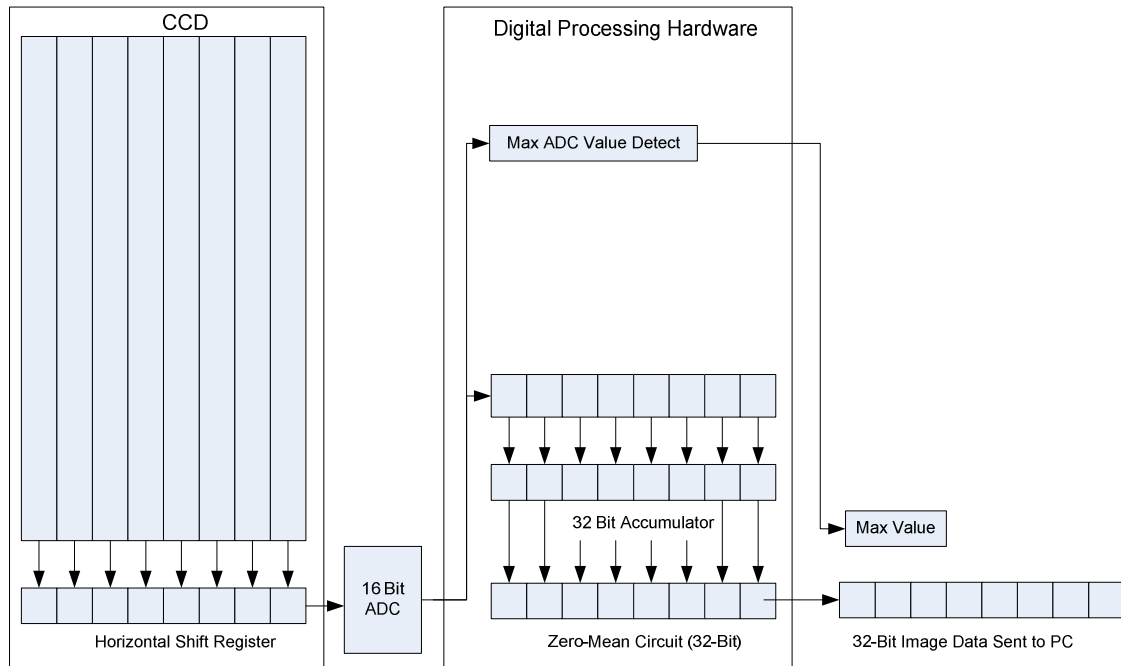 CCD
Digital Processing Hardware
Max ADC Value Detect
32 Bit Accumulator
Max Value
16 Bit
ADC
Horizontal Shift Register
Zero-Mean Circuit (32-Bit)
32-Bit Image Data Sent to PC